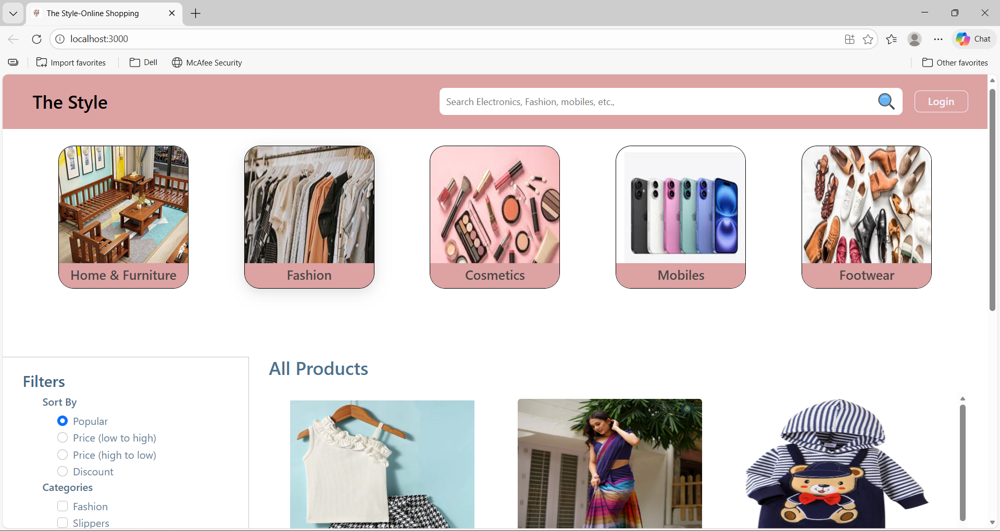 The Style-Online Shopping
localhost:3000
Chat
Import favorites
Dell
McAfee Security
Other favorites
The Style
Search Electronics, Fashion, mobiles, etc.,
Login
Home & Furniture
Fashion
Cosmetics
Mobiles
Footwear
Filters
All Products
Sort By
Popular
Price (low to high)
Price (high to low)
Discount
Categories
Fashion
Slippers